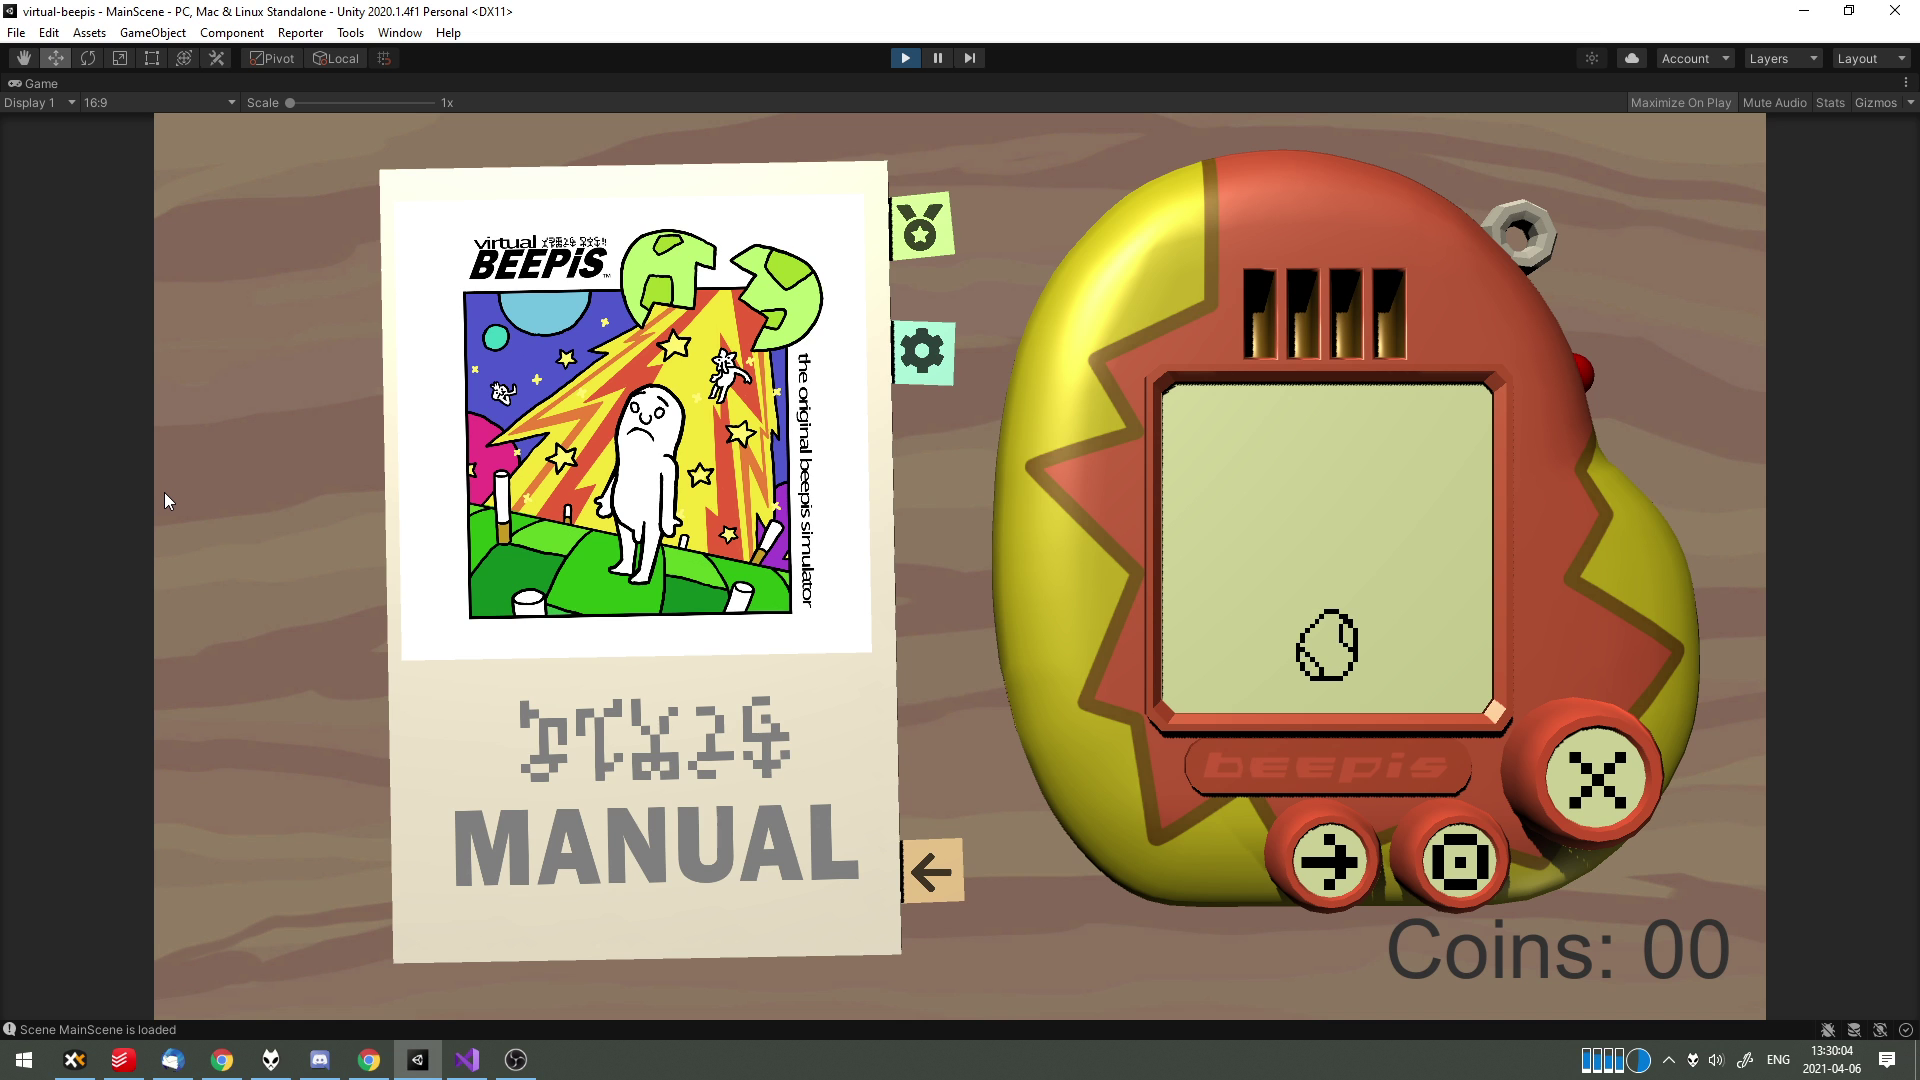 virtual-beepis - MainScene - PC, Mac & Linux Standalone - Unity 2020.1.4f1 Personal <DX11>
File Edit Assets GameObject Component Reporter Tools Window Help
Pivot Local
Account Layers Layout
Game
Display 1 16:9 Scale 1x
Maximize On Play Mute Audio Stats Gizmos
virtual
BEEPiS™
the original beepis simulator
MANUAL
beepis
Coins: 00
Scene MainScene is loaded
ENG
13:30:04
2021-04-06